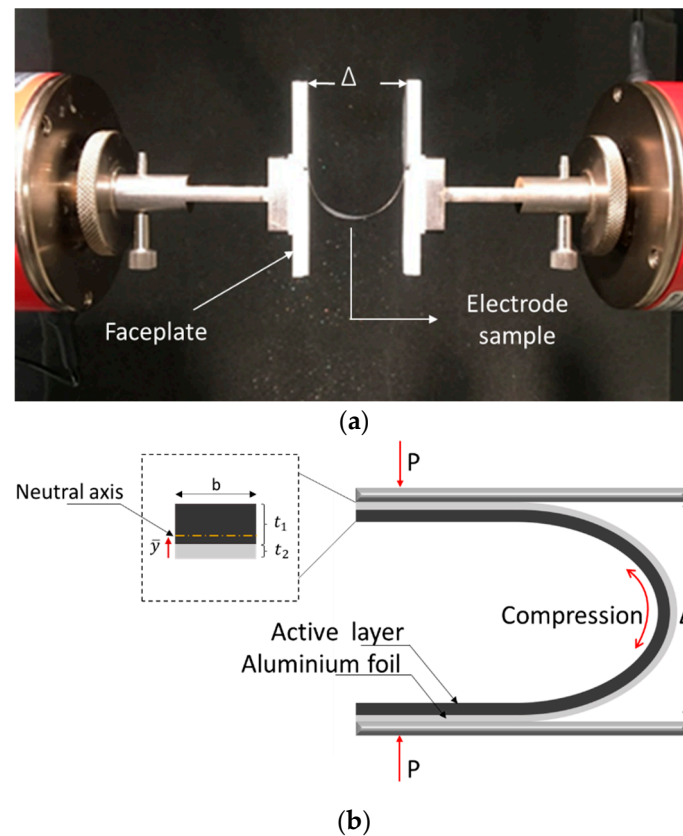 Δ
Faceplate
Electrode
sample
(a)
P
Neutral axis
b
t₁
ȳ
t₂
Compression
Active layer
Aluminium foil
P
(b)